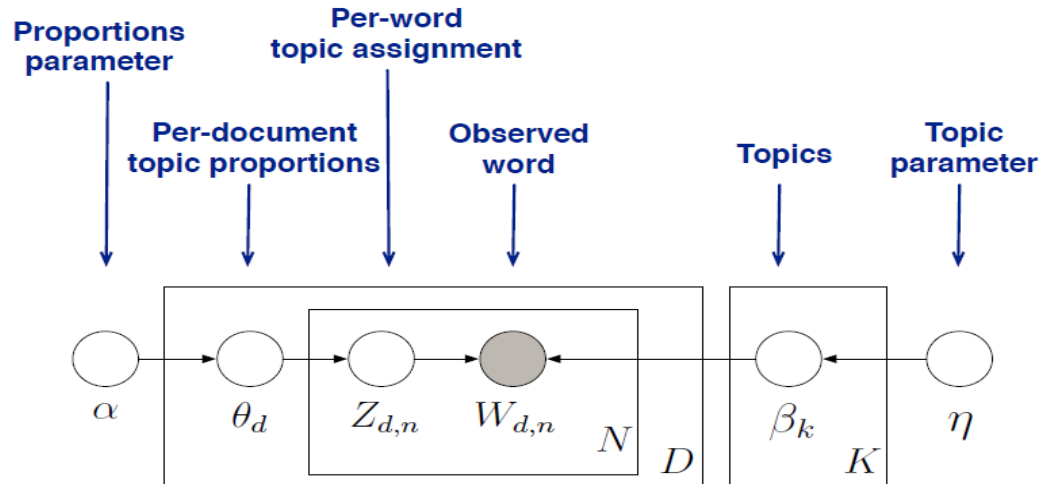 Proportions
parameter
Per-word
topic assignment
Per-document
topic proportions
Observed
word
Topics
Topic
parameter
α
θ_d
Z_{d,n}
W_{d,n}
N
D
β_k
K
η